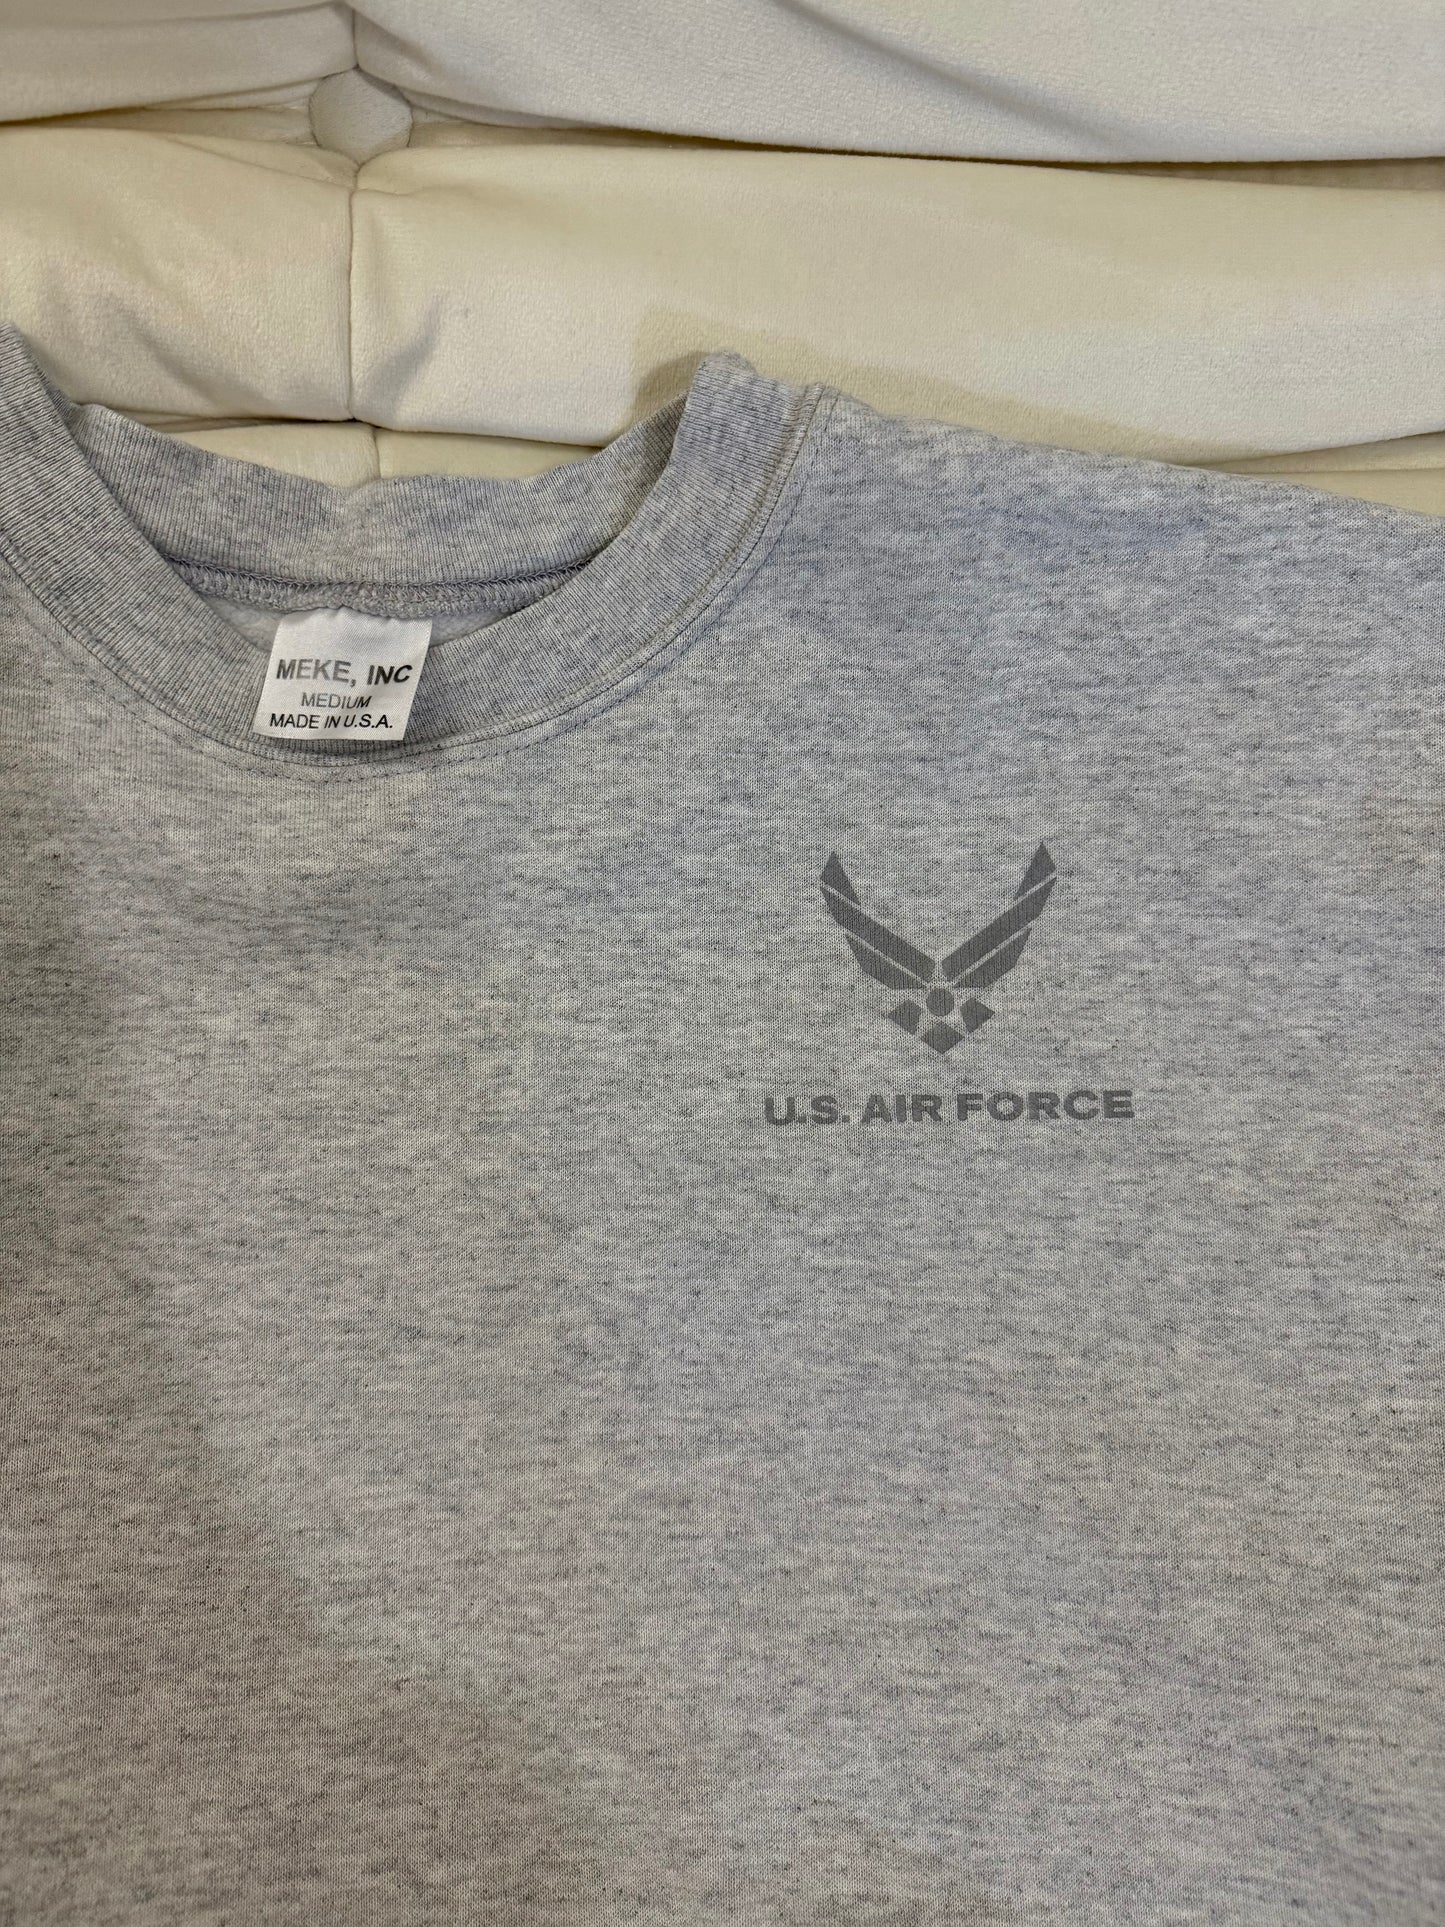 MEKE, INC
MEDIUM
MADE IN U.S.A.
U.S. AIR FORCE